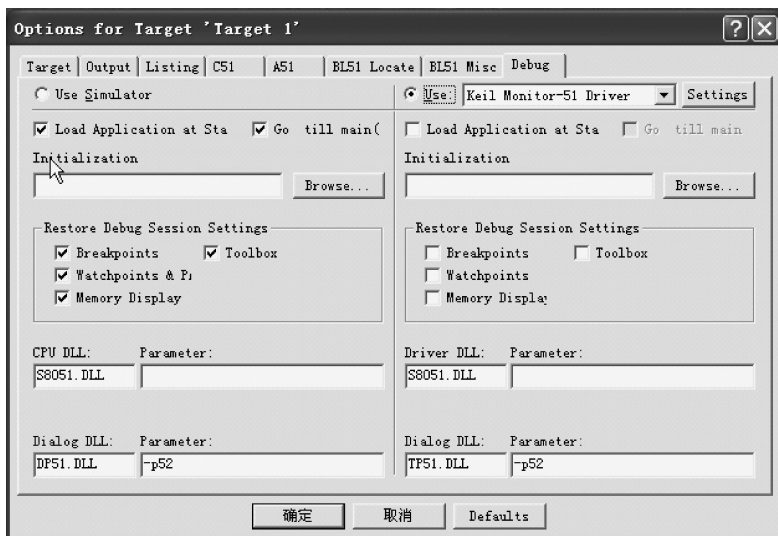 Options for Target 'Target 1'
Target Output Listing C51 A51 BL51 Locate BL51 Misc Debug
Use Simulator
Use: Keil Monitor-51 Driver Settings
Load Application at Sta Go till main(
Load Application at Sta Go till main
Initialization
Initialization
Browse...
Browse...
Restore Debug Session Settings
Breakpoints Toolbox
Watchpoints & Pa
Memory Display
Restore Debug Session Settings
Breakpoints Toolbox
Watchpoints
Memory Display
CPU DLL: Parameter:
S8051.DLL
Driver DLL: Parameter:
S8051.DLL
Dialog DLL: Parameter:
DP51.DLL -p52
Dialog DLL: Parameter:
TP51.DLL -p52
确定 取消 Defaults